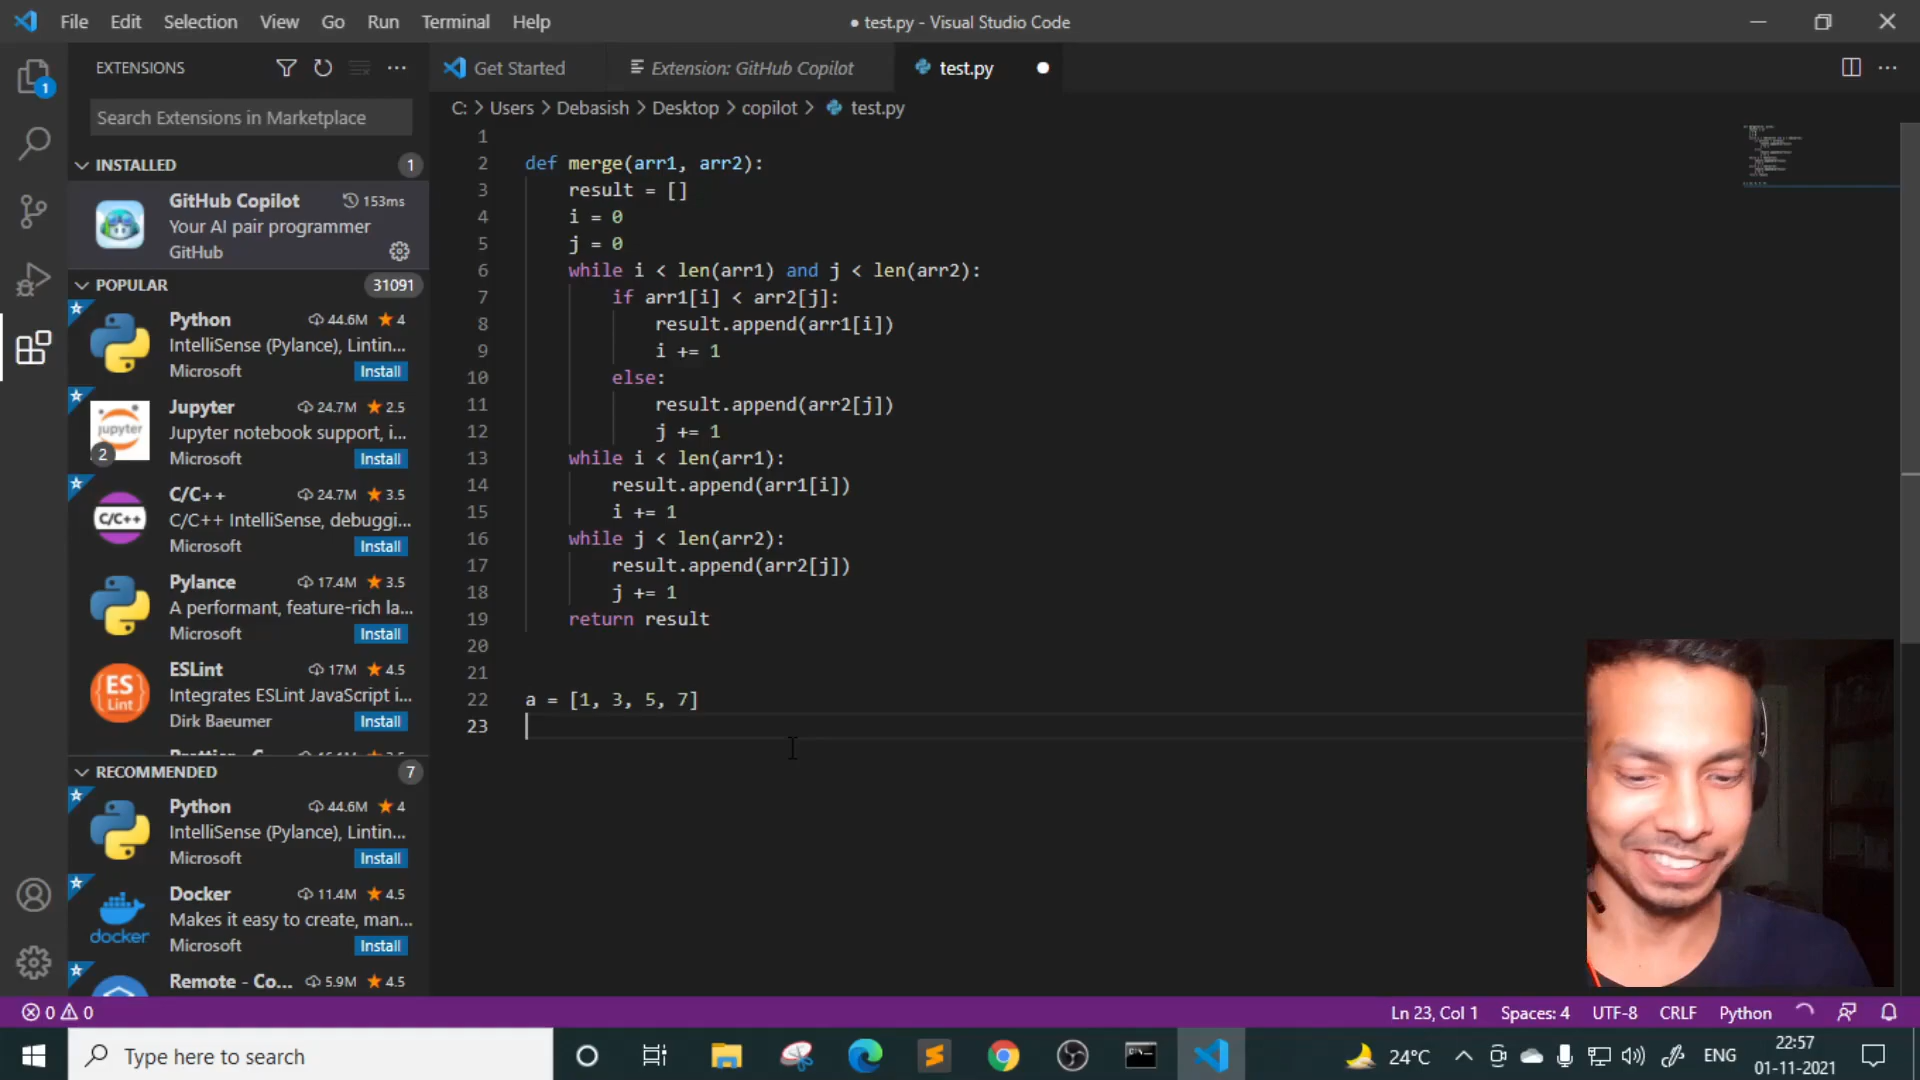 File Edit Selection View Go Run Terminal Help
● test.py - Visual Studio Code
EXTENSIONS
Search Extensions in Marketplace
INSTALLED 1
GitHub Copilot 153ms
Your AI pair programmer
GitHub
POPULAR 31091
Python 44.6M ★ 4
IntelliSense (Pylance), Lintin...
Microsoft Install
Jupyter 24.7M ★ 2.5
Jupyter notebook support, i...
Microsoft Install
jupyter
2
C/C++ 24.7M ★ 3.5
C/C++ IntelliSense, debuggi...
Microsoft Install
C/C++
Pylance 17.4M ★ 3.5
A performant, feature-rich la...
Microsoft Install
ESLint 17M ★ 4.5
Integrates ESLint JavaScript i...
Dirk Baeumer Install
ES
Lint
RECOMMENDED 7
Python 44.6M ★ 4
IntelliSense (Pylance), Lintin...
Microsoft Install
Docker 11.4M ★ 4.5
Makes it easy to create, man...
Microsoft Install
docker
Remote - Co... 5.9M ★ 4.5
1
Get Started Extension: GitHub Copilot test.py
C: > Users > Debasish > Desktop > copilot > test.py
1
2 def merge(arr1, arr2):
3 result = []
4 i = 0
5 j = 0
6 while i < len(arr1) and j < len(arr2):
7 if arr1[i] < arr2[j]:
8 result.append(arr1[i])
9 i += 1
10 else:
11 result.append(arr2[j])
12 j += 1
13 while i < len(arr1):
14 result.append(arr1[i])
15 i += 1
16 while j < len(arr2):
17 result.append(arr2[j])
18 j += 1
19 return result
20
21
22 a = [1, 3, 5, 7]
23
0 0
Ln 23, Col 1 Spaces: 4 UTF-8 CRLF Python
Type here to search
24°C ENG
22:57
01-11-2021